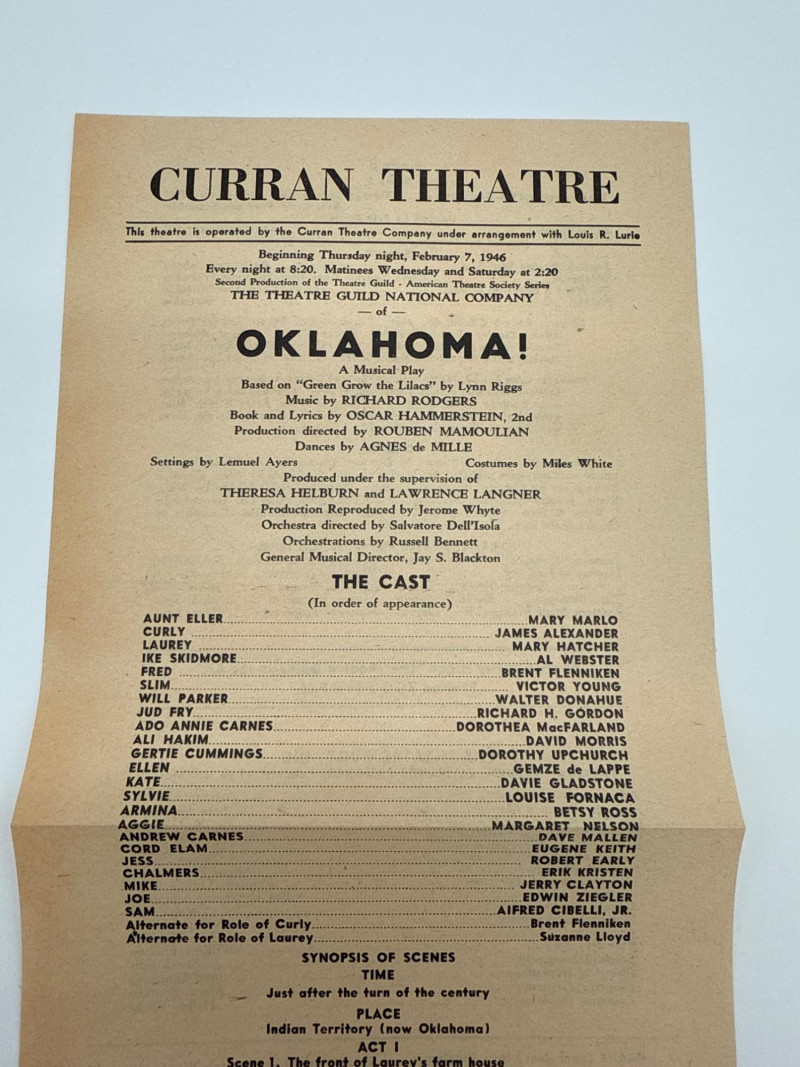 CURRAN THEATRE
This theatre is operated by the Curran Theatre Company under arrangement with Louis R. Lurie
Beginning Thursday night, February 7, 1946
Every night at 8:20. Matinees Wednesday and Saturday at 2:20
Second Production of the Theatre Guild - American Theatre Society Series
THE THEATRE GUILD NATIONAL COMPANY
— of —
OKLAHOMA!
A Musical Play
Based on "Green Grow the Lilacs" by Lynn Riggs
Music by RICHARD RODGERS
Book and Lyrics by OSCAR HAMMERSTEIN, 2nd
Production directed by ROUBEN MAMOULIAN
Dances by AGNES de MILLE
Settings by Lemuel Ayers Costumes by Miles White
Produced under the supervision of
THERESA HELBURN and LAWRENCE LANGNER
Production Reproduced by Jerome Whyte
Orchestra directed by Salvatore Dell'Isola
Orchestrations by Russell Bennett
General Musical Director, Jay S. Blackton
THE CAST
(In order of appearance)
AUNT ELLER MARY MARLO
CURLY JAMES ALEXANDER
LAUREY MARY HATCHER
IKE SKIDMORE AL WEBSTER
FRED BRENT FLENNIKEN
SLIM VICTOR YOUNG
WILL PARKER WALTER DONAHUE
JUD FRY RICHARD H. GORDON
ADO ANNIE CARNES DOROTHEA MacFARLAND
ALI HAKIM DAVID MORRIS
GERTIE CUMMINGS DOROTHY UPCHURCH
ELLEN GEMZE de LAPPE
KATE DAVIE GLADSTONE
SYLVIE LOUISE FORNACA
ARMINA BETSY ROSS
AGGIE MARGARET NELSON
ANDREW CARNES DAVE MALLEN
CORD ELAM EUGENE KEITH
JESS ROBERT EARLY
CHALMERS ERIK KRISTEN
MIKE JERRY CLAYTON
JOE EDWIN ZIEGLER
SAM AIFRED CIBELLI, JR.
Alternate for Role of Curly Brent Flenniken
Alternate for Role of Laurey Suzanne Lloyd
SYNOPSIS OF SCENES
TIME
Just after the turn of the century
PLACE
Indian Territory (now Oklahoma)
ACT I
Scene 1. The front of Laurey's farm house